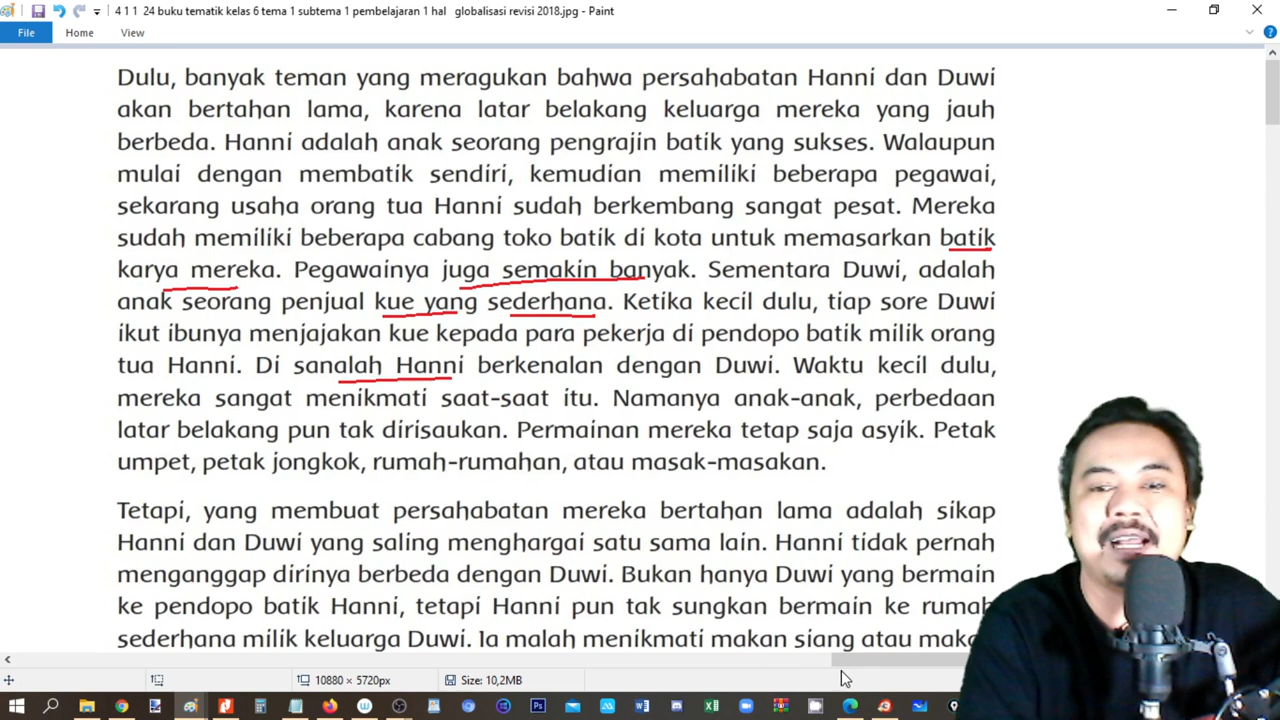 4 1 1 24 buku tematik kelas 6 tema 1 subtema 1 pembelajaran 1 hal globalisasi revisi 2018.jpg - Paint
File Home View
Dulu, banyak teman yang meragukan bahwa persahabatan Hanni dan Duwi
akan bertahan lama, karena latar belakang keluarga mereka yang jauh
berbeda. Hanni adalah anak seorang pengrajin batik yang sukses. Walaupun
mulai dengan membatik sendiri, kemudian memiliki beberapa pegawai,
sekarang usaha orang tua Hanni sudah berkembang sangat pesat. Mereka
sudah memiliki beberapa cabang toko batik di kota untuk memasarkan batik
karya mereka. Pegawainya juga semakin banyak. Sementara Duwi, adalah
anak seorang penjual kue yang sederhana. Ketika kecil dulu, tiap sore Duwi
ikut ibunya menjajakan kue kepada para pekerja di pendopo batik milik orang
tua Hanni. Di sanalah Hanni berkenalan dengan Duwi. Waktu kecil dulu,
mereka sangat menikmati saat-saat itu. Namanya anak-anak, perbedaan
latar belakang pun tak dirisaukan. Permainan mereka tetap saja asyik. Petak
umpet, petak jongkok, rumah-rumahan, atau masak-masakan.
Tetapi, yang membuat persahabatan mereka bertahan lama adalah sikap
Hanni dan Duwi yang saling menghargai satu sama lain. Hanni tidak pernah
menganggap dirinya berbeda dengan Duwi. Bukan hanya Duwi yang bermain
ke pendopo batik Hanni, tetapi Hanni pun tak sungkan bermain ke rumah
sederhana milik keluarga Duwi. Ia malah menikmati makan siang atau
10880 × 5720px Size: 10,2MB